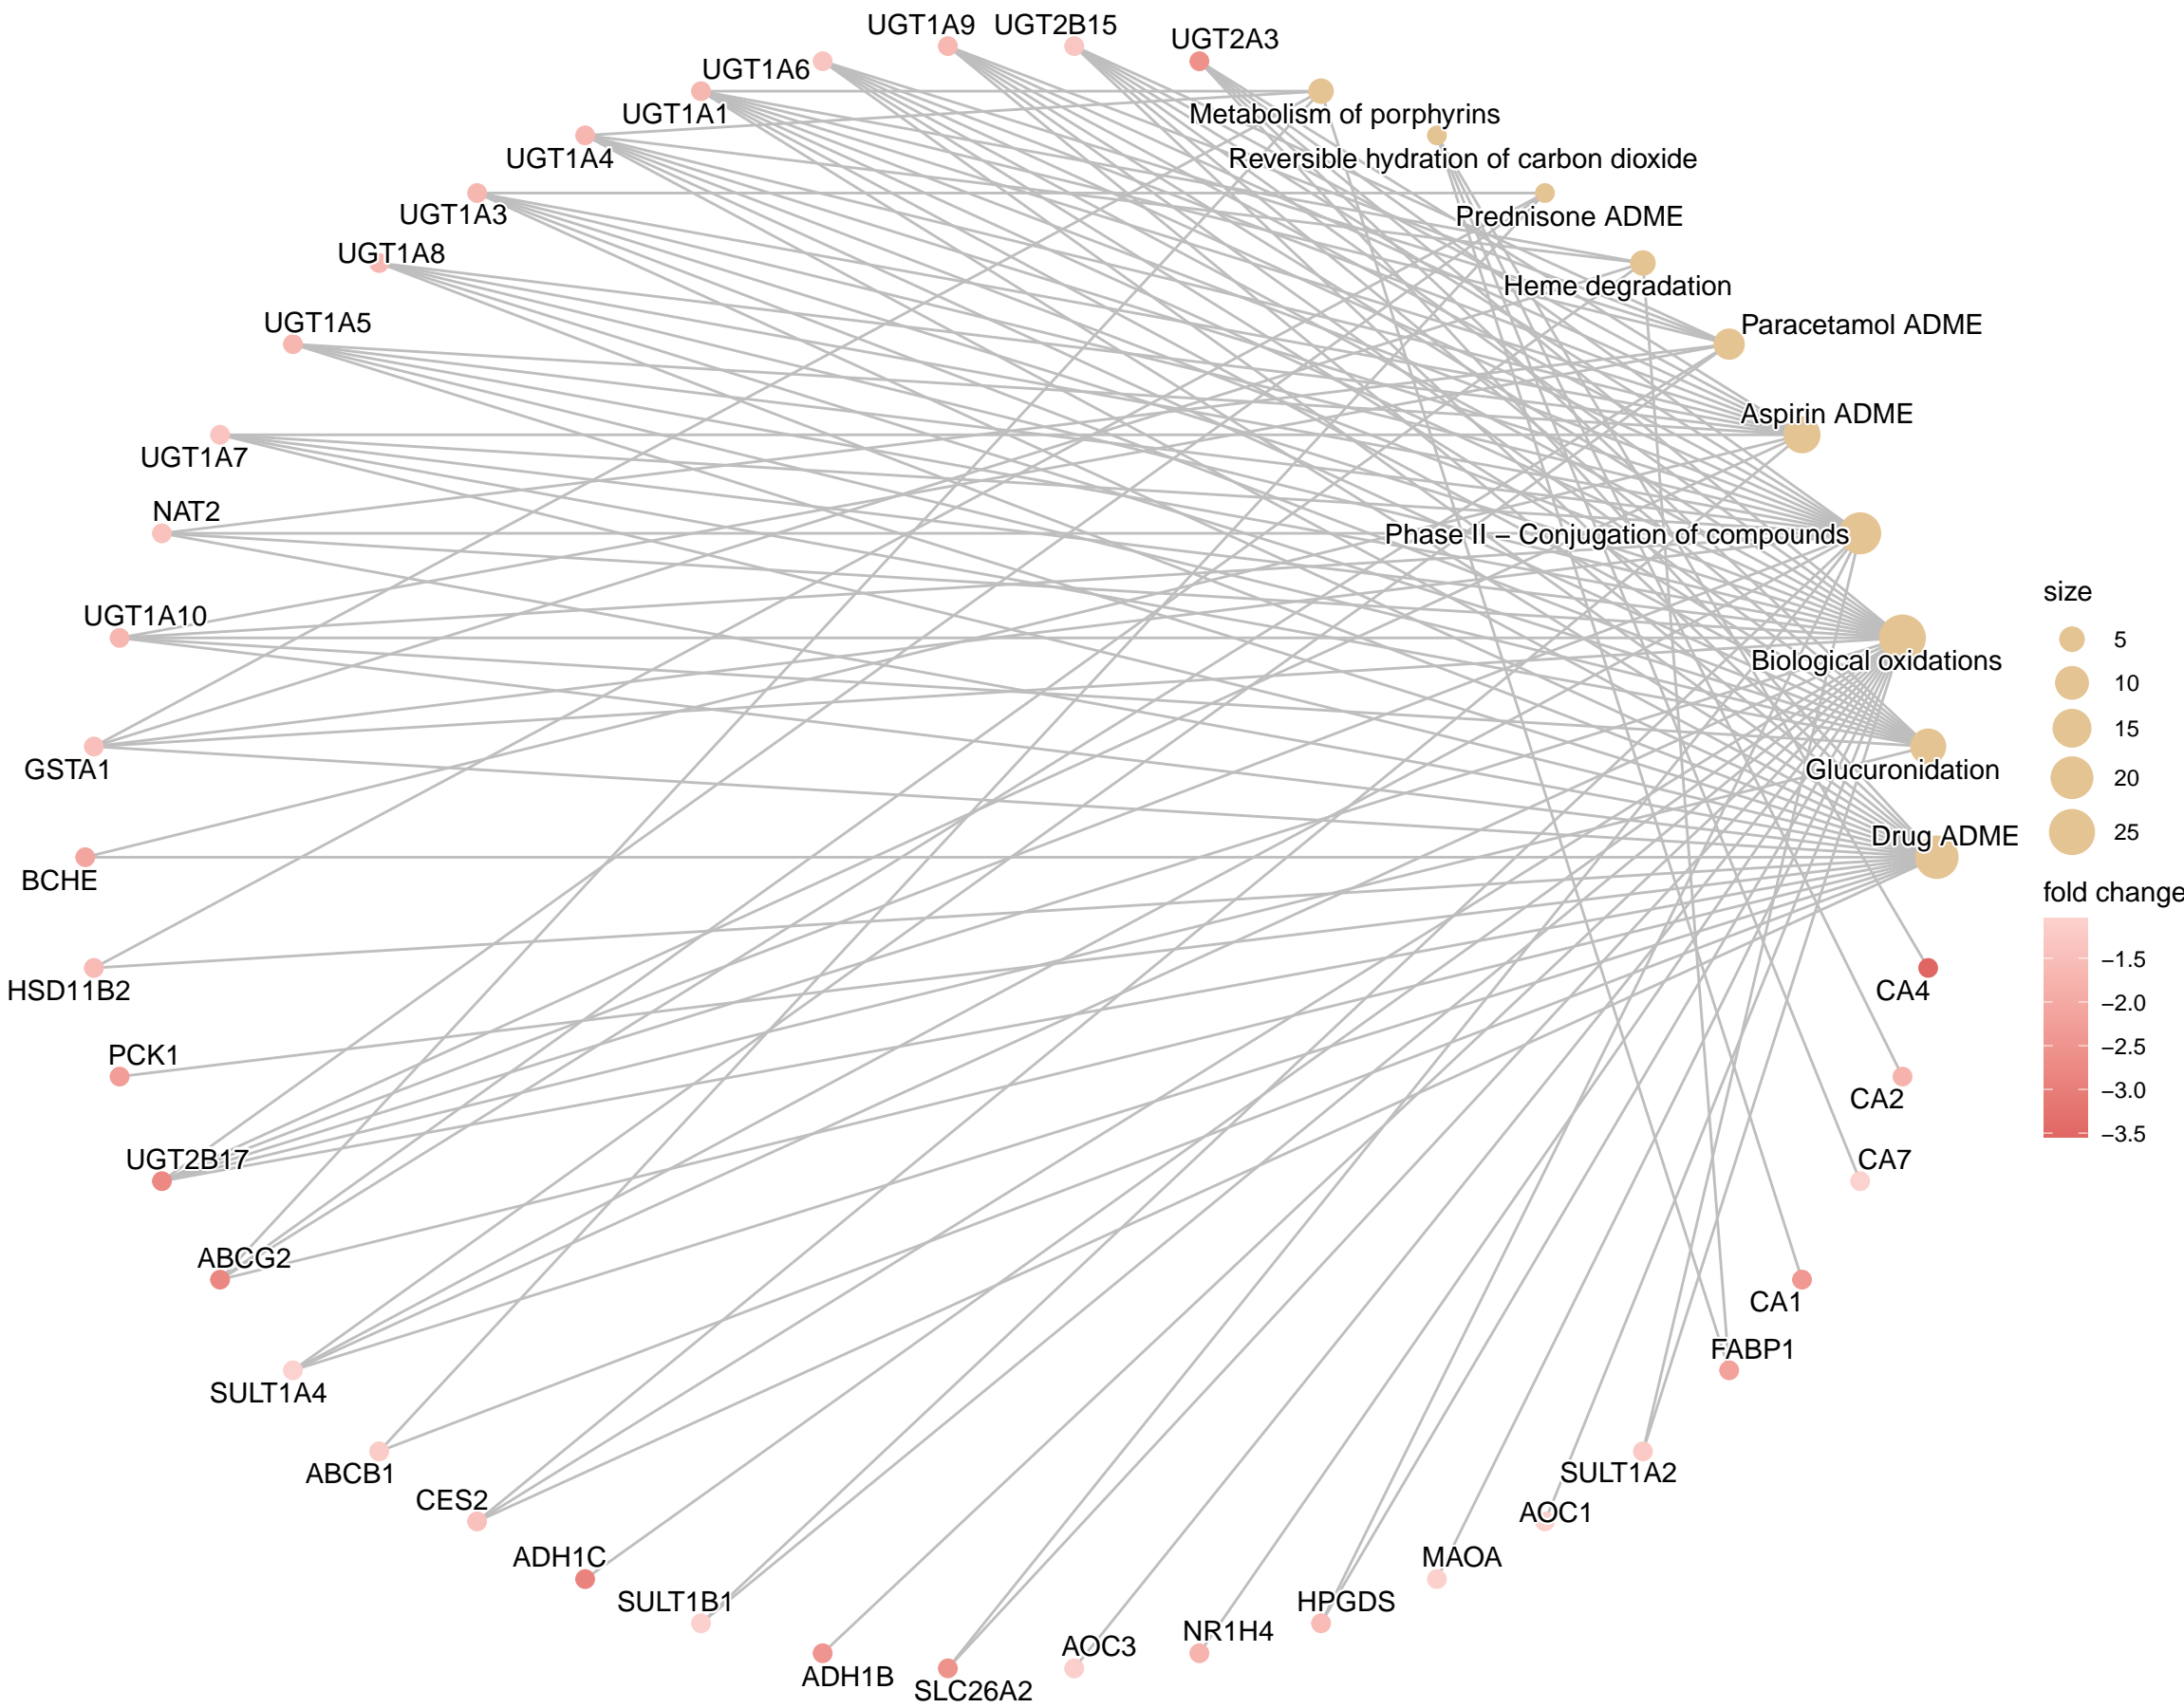 UGT1A9
UGT2B15
UGT2A3
UGT1A6
UGT1A1
Metabolism of porphyrins
UGT1A4
Reversible hydration of carbon dioxide
UGT1A3
Prednisone ADME
UGT1A8
Heme degradation
UGT1A5
Paracetamol ADME
Aspirin ADME
UGT1A7
NAT2
Phase II – Conjugation of compounds
UGT1A10
Biological oxidations
GSTA1
Glucuronidation
Drug ADME
BCHE
HSD11B2
CA4
PCK1
CA2
UGT2B17
CA7
ABCG2
CA1
FABP1
SULT1A4
ABCB1
SULT1A2
CES2
AOC1
ADH1C
MAOA
SULT1B1
HPGDS
NR1H4
AOC3
ADH1B
SLC26A2
size
5
10
15
20
25
fold change
−1.5
−2.0
−2.5
−3.0
−3.5